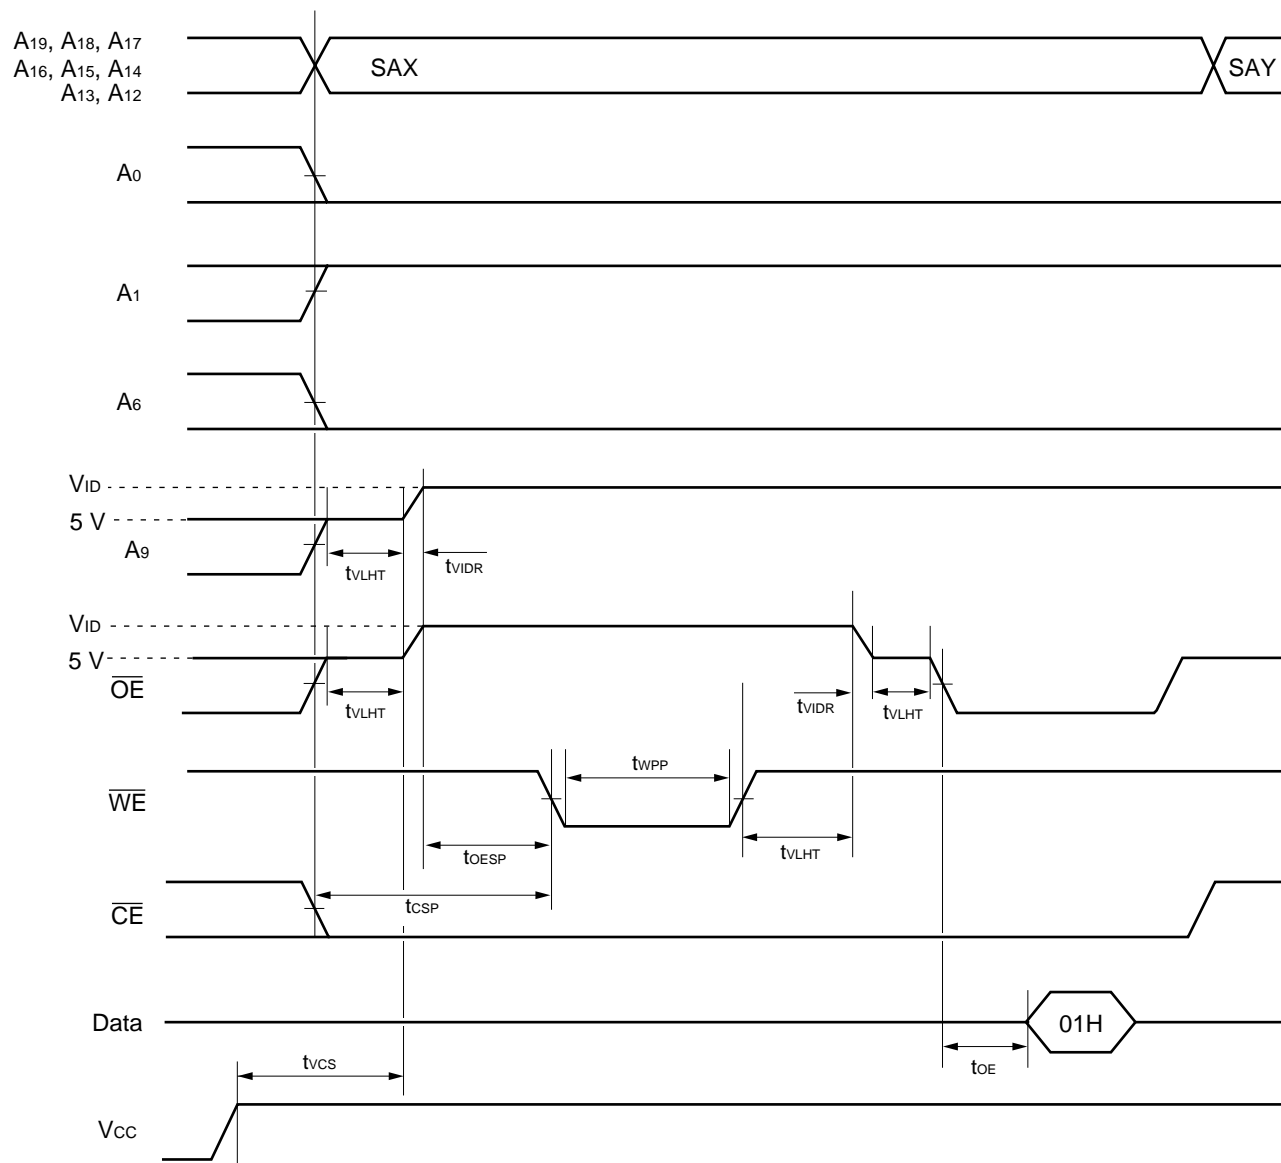 A19, A18, A17
A16, A15, A14
A13, A12
SAX
SAY
A0
A1
A6
VID
5 V
A9
tVLHT
tVIDR
VID
5 V
OE
tVLHT
tVIDR
tVLHT
WE
tWPP
tOESP
tVLHT
tCSP
CE
Data
01H
tOE
tVCS
VCC